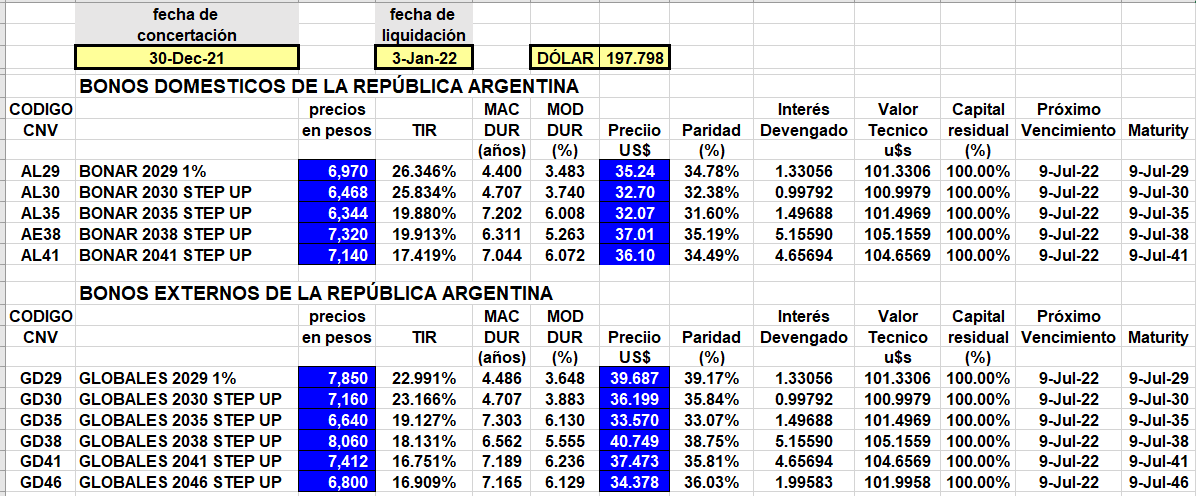 fecha de fecha de
concertación liquidación
30-Dec-21 3-Jan-22 DÓLAR 197.798
BONOS DOMESTICOS DE LA REPÚBLICA ARGENTINA
CODIGO precios MAC MOD Interés Valor Capital Próximo
CNV en pesos TIR DUR DUR Preciio Paridad Devengado Tecnico residual Vencimiento Maturity
(años) (%) US$ (%) u$s (%)
AL29 BONAR 2029 1% 6,970 26.346% 4.400 3.483 35.24 34.78% 1.33056 101.3306 100.00% 9-Jul-22 9-Jul-29
AL30 BONAR 2030 STEP UP 6,468 25.834% 4.707 3.740 32.70 32.38% 0.99792 100.9979 100.00% 9-Jul-22 9-Jul-30
AL35 BONAR 2035 STEP UP 6,344 19.880% 7.202 6.008 32.07 31.60% 1.49688 101.4969 100.00% 9-Jul-22 9-Jul-35
AE38 BONAR 2038 STEP UP 7,320 19.913% 6.311 5.263 37.01 35.19% 5.15590 105.1559 100.00% 9-Jul-22 9-Jul-38
AL41 BONAR 2041 STEP UP 7,140 17.419% 7.044 6.072 36.10 34.49% 4.65694 104.6569 100.00% 9-Jul-22 9-Jul-41
BONOS EXTERNOS DE LA REPÚBLICA ARGENTINA
CODIGO precios MAC MOD Interés Valor Capital Próximo
CNV en pesos TIR DUR DUR Preciio Paridad Devengado Tecnico residual Vencimiento Maturity
(años) (%) US$ (%) u$s (%)
GD29 GLOBALES 2029 1% 7,850 22.991% 4.486 3.648 39.687 39.17% 1.33056 101.3306 100.00% 9-Jul-22 9-Jul-29
GD30 GLOBALES 2030 STEP UP 7,160 23.166% 4.707 3.883 36.199 35.84% 0.99792 100.9979 100.00% 9-Jul-22 9-Jul-30
GD35 GLOBALES 2035 STEP UP 6,640 19.127% 7.303 6.130 33.570 33.07% 1.49688 101.4969 100.00% 9-Jul-22 9-Jul-35
GD38 GLOBALES 2038 STEP UP 8,060 18.131% 6.562 5.555 40.749 38.75% 5.15590 105.1559 100.00% 9-Jul-22 9-Jul-38
GD41 GLOBALES 2041 STEP UP 7,412 16.751% 7.189 6.236 37.473 35.81% 4.65694 104.6569 100.00% 9-Jul-22 9-Jul-41
GD46 GLOBALES 2046 STEP UP 6,800 16.909% 7.165 6.129 34.378 36.03% 1.99583 101.9958 100.00% 9-Jul-22 9-Jul-46